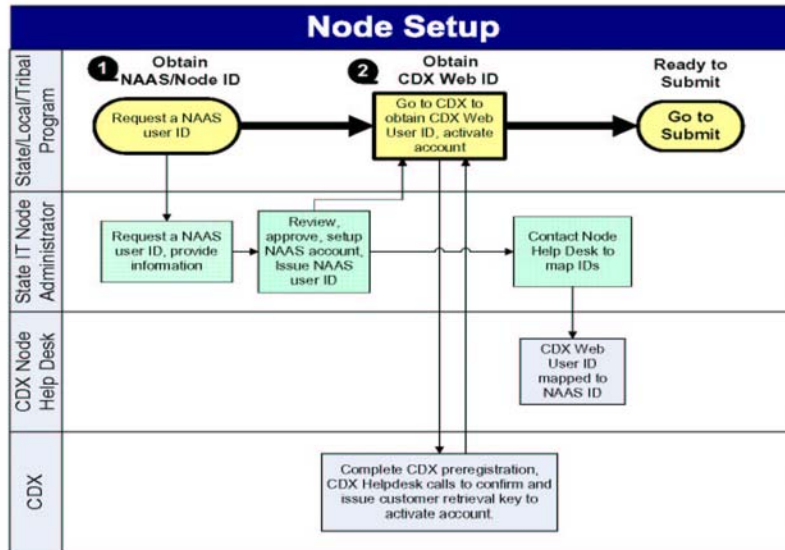 Node Setup
State/Local/Tribal
Program
1
Obtain
NAAS/Node ID
2
Obtain
CDX Web ID
Ready to
Submit
Request a NAAS
user ID
Go to CDX to
obtain CDX Web
User ID, activate
account
Go to
Submit
State IT Node
Administrator
Request a NAAS
user ID, provide
information
Review,
approve, setup
NAAS account,
Issue NAAS
user ID
Contact Node
Help Desk to
map IDs
CDX Node
Help Desk
CDX Web
User ID
mapped to
NAAS ID
CDX
Complete CDX preregistration,
CDX Helpdesk calls to confirm and
issue customer retrieval key to
activate account.